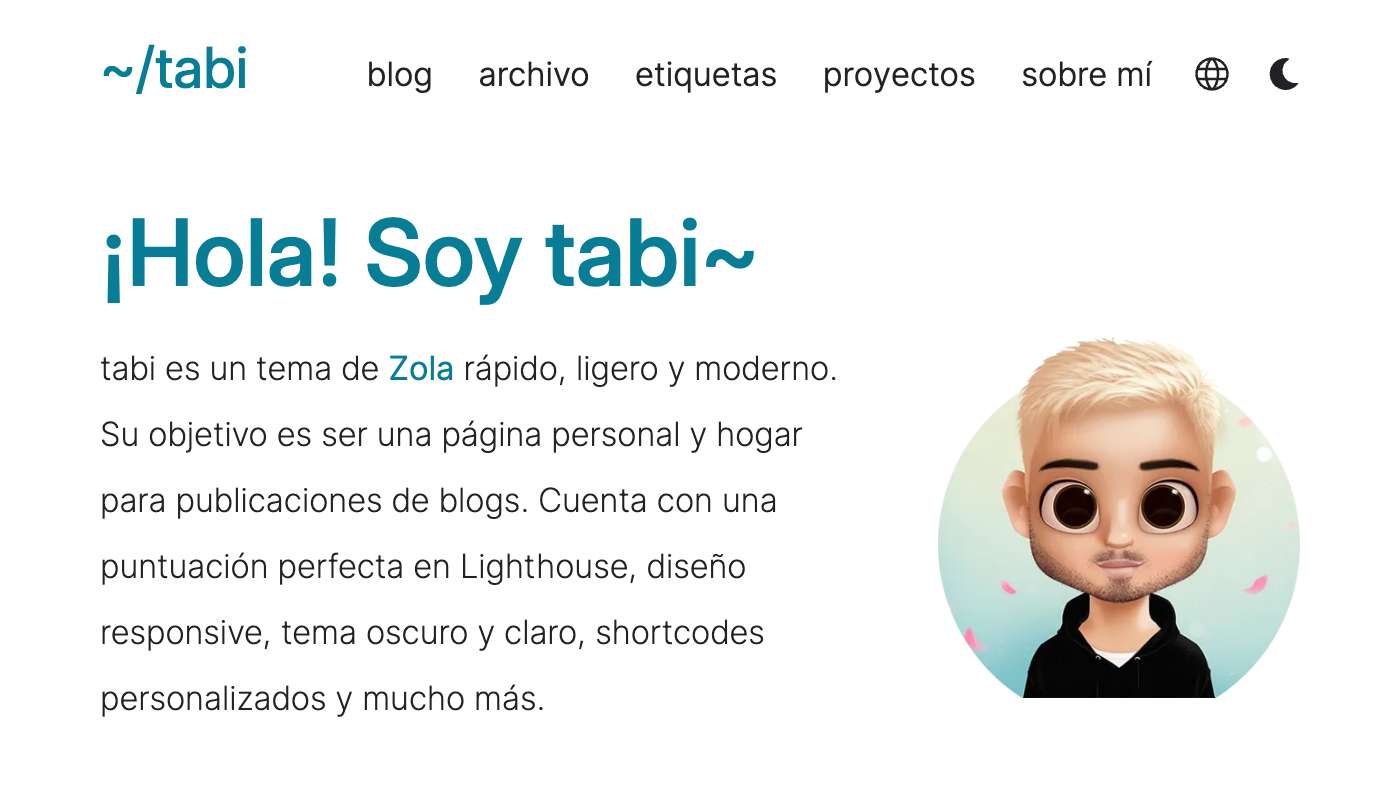 ~/tabi
blog archivo etiquetas proyectos sobre mí
¡Hola! Soy tabi~
tabi es un tema de Zola rápido, ligero y moderno.
Su objetivo es ser una página personal y hogar
para publicaciones de blogs. Cuenta con una
puntuación perfecta en Lighthouse, diseño
responsive, tema oscuro y claro, shortcodes
personalizados y mucho más.